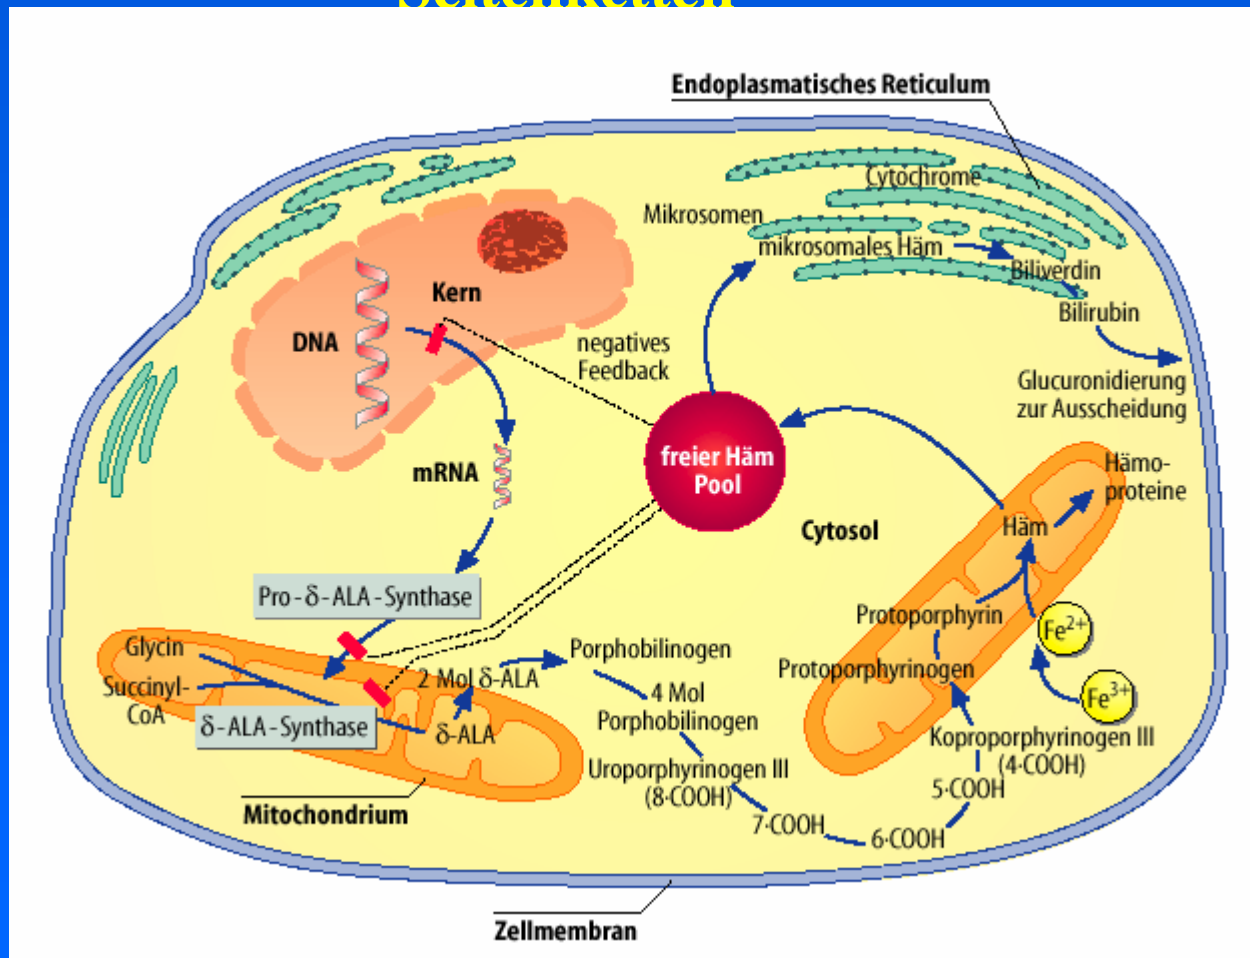 Seitenketten
Endoplasmatisches Reticulum
Cytochrome
Mikrosomen
mikrosomales Häm
Biliverdin
Bilirubin
Glucuronidierung
zur Ausscheidung
Kern
DNA
negatives
Feedback
mRNA
freier Häm
Pool
Cytosol
Hämo-
proteine
Häm
Pro-δ-ALA-Synthase
Protoporphyrin
Fe2+
Glycin
Succinyl-
CoA
2 Mol δ-ALA
Porphobilinogen
Protoporphyrinogen
Fe3+
4 Mol
Porphobilinogen
δ-ALA-Synthase
δ-ALA
Koproporphyrinogen III
(4·COOH)
Uroporphyrinogen III
(8·COOH)
5·COOH
7·COOH
6·COOH
Mitochondrium
Zellmembran